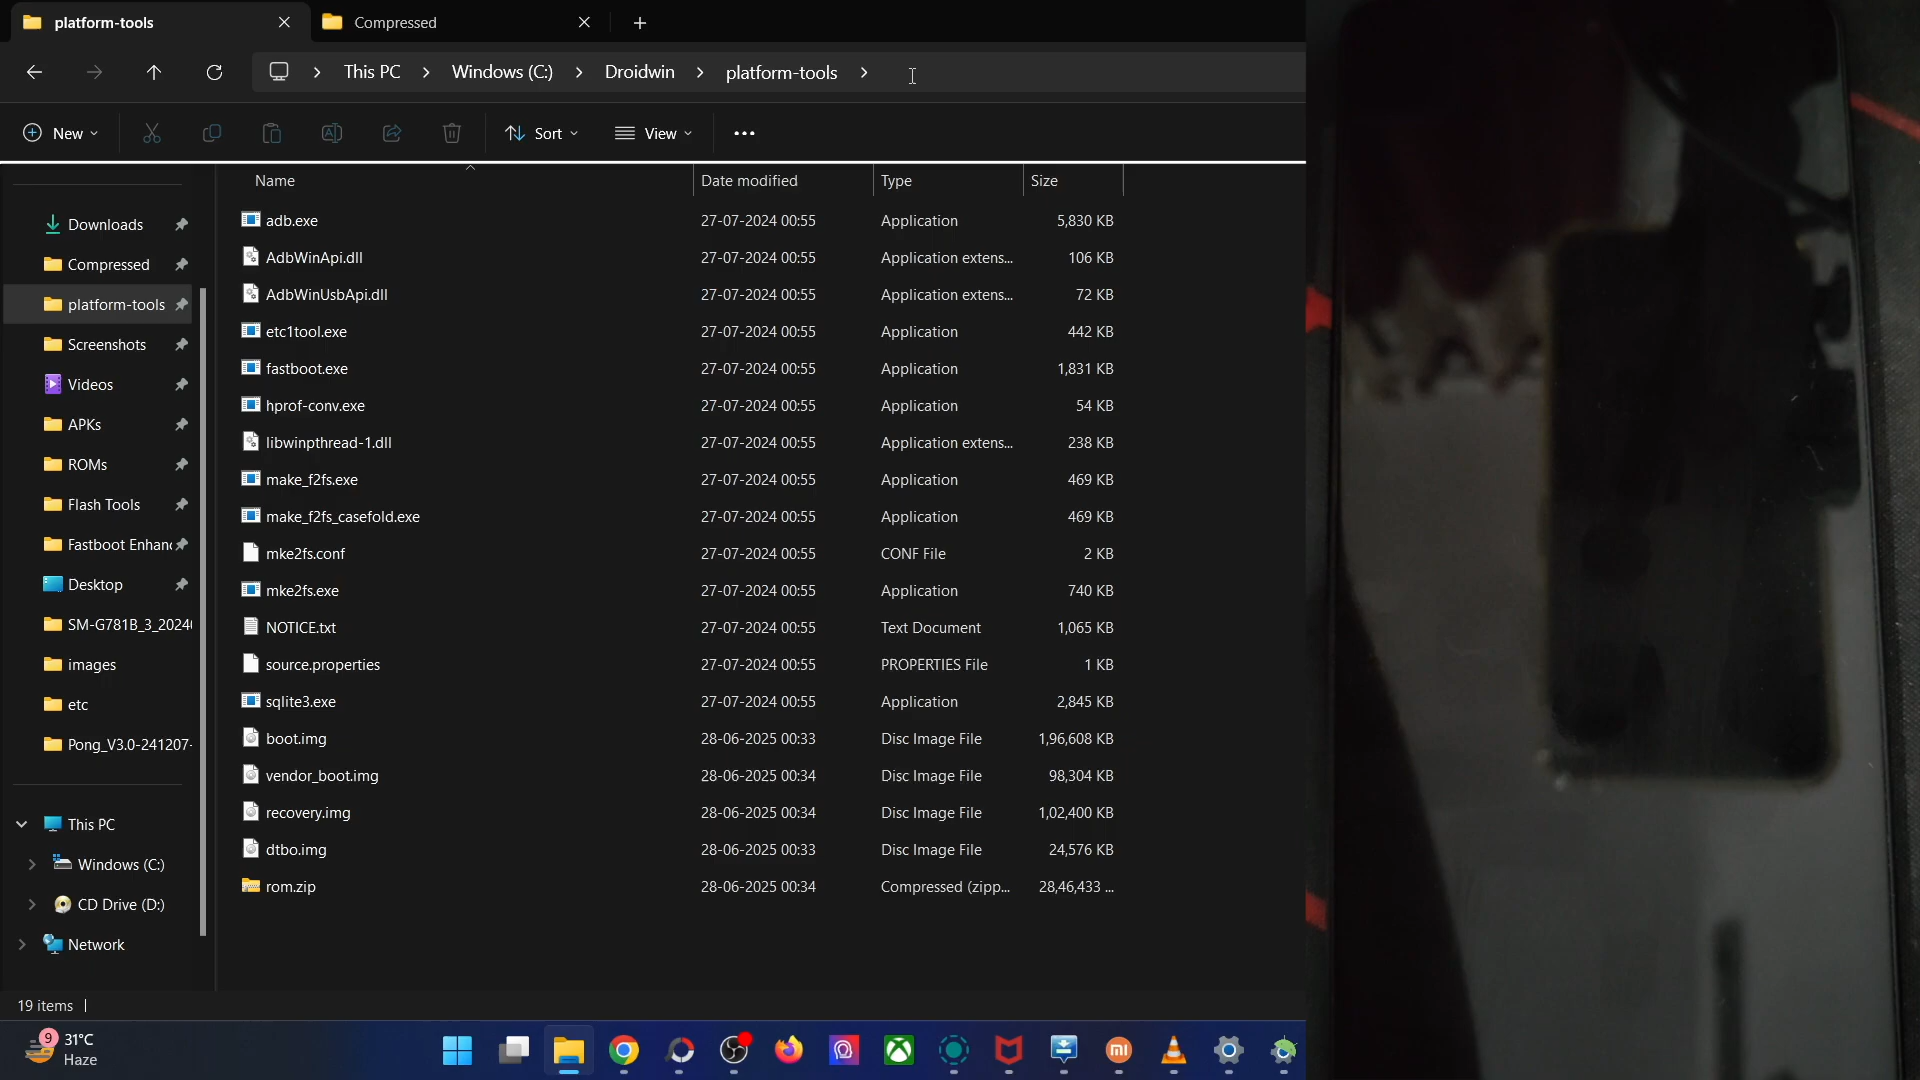 platform-tools
Compressed
This PC > Windows (C:) > Droidwin > platform-tools >
New
Sort
View
Name Date modified Type Size
Downloads
Compressed
platform-tools
Screenshots
Videos
APKs
ROMs
Flash Tools
Fastboot Enhanc
Desktop
SM-G781B_3_2024
images
etc
Pong_V3.0-241207-
This PC
Windows (C:)
CD Drive (D:)
Network
adb.exe 27-07-2024 00:55 Application 5,830 KB
AdbWinApi.dll 27-07-2024 00:55 Application extens... 106 KB
AdbWinUsbApi.dll 27-07-2024 00:55 Application extens... 72 KB
etc1tool.exe 27-07-2024 00:55 Application 442 KB
fastboot.exe 27-07-2024 00:55 Application 1,831 KB
hprof-conv.exe 27-07-2024 00:55 Application 54 KB
libwinpthread-1.dll 27-07-2024 00:55 Application extens... 238 KB
make_f2fs.exe 27-07-2024 00:55 Application 469 KB
make_f2fs_casefold.exe 27-07-2024 00:55 Application 469 KB
mke2fs.conf 27-07-2024 00:55 CONF File 2 KB
mke2fs.exe 27-07-2024 00:55 Application 740 KB
NOTICE.txt 27-07-2024 00:55 Text Document 1,065 KB
source.properties 27-07-2024 00:55 PROPERTIES File 1 KB
sqlite3.exe 27-07-2024 00:55 Application 2,845 KB
boot.img 28-06-2025 00:33 Disc Image File 1,96,608 KB
vendor_boot.img 28-06-2025 00:34 Disc Image File 98,304 KB
recovery.img 28-06-2025 00:34 Disc Image File 1,02,400 KB
dtbo.img 28-06-2025 00:33 Disc Image File 24,576 KB
rom.zip 28-06-2025 00:34 Compressed (zipp... 28,46,433 ...
19 items
9
31°C
Haze
mi